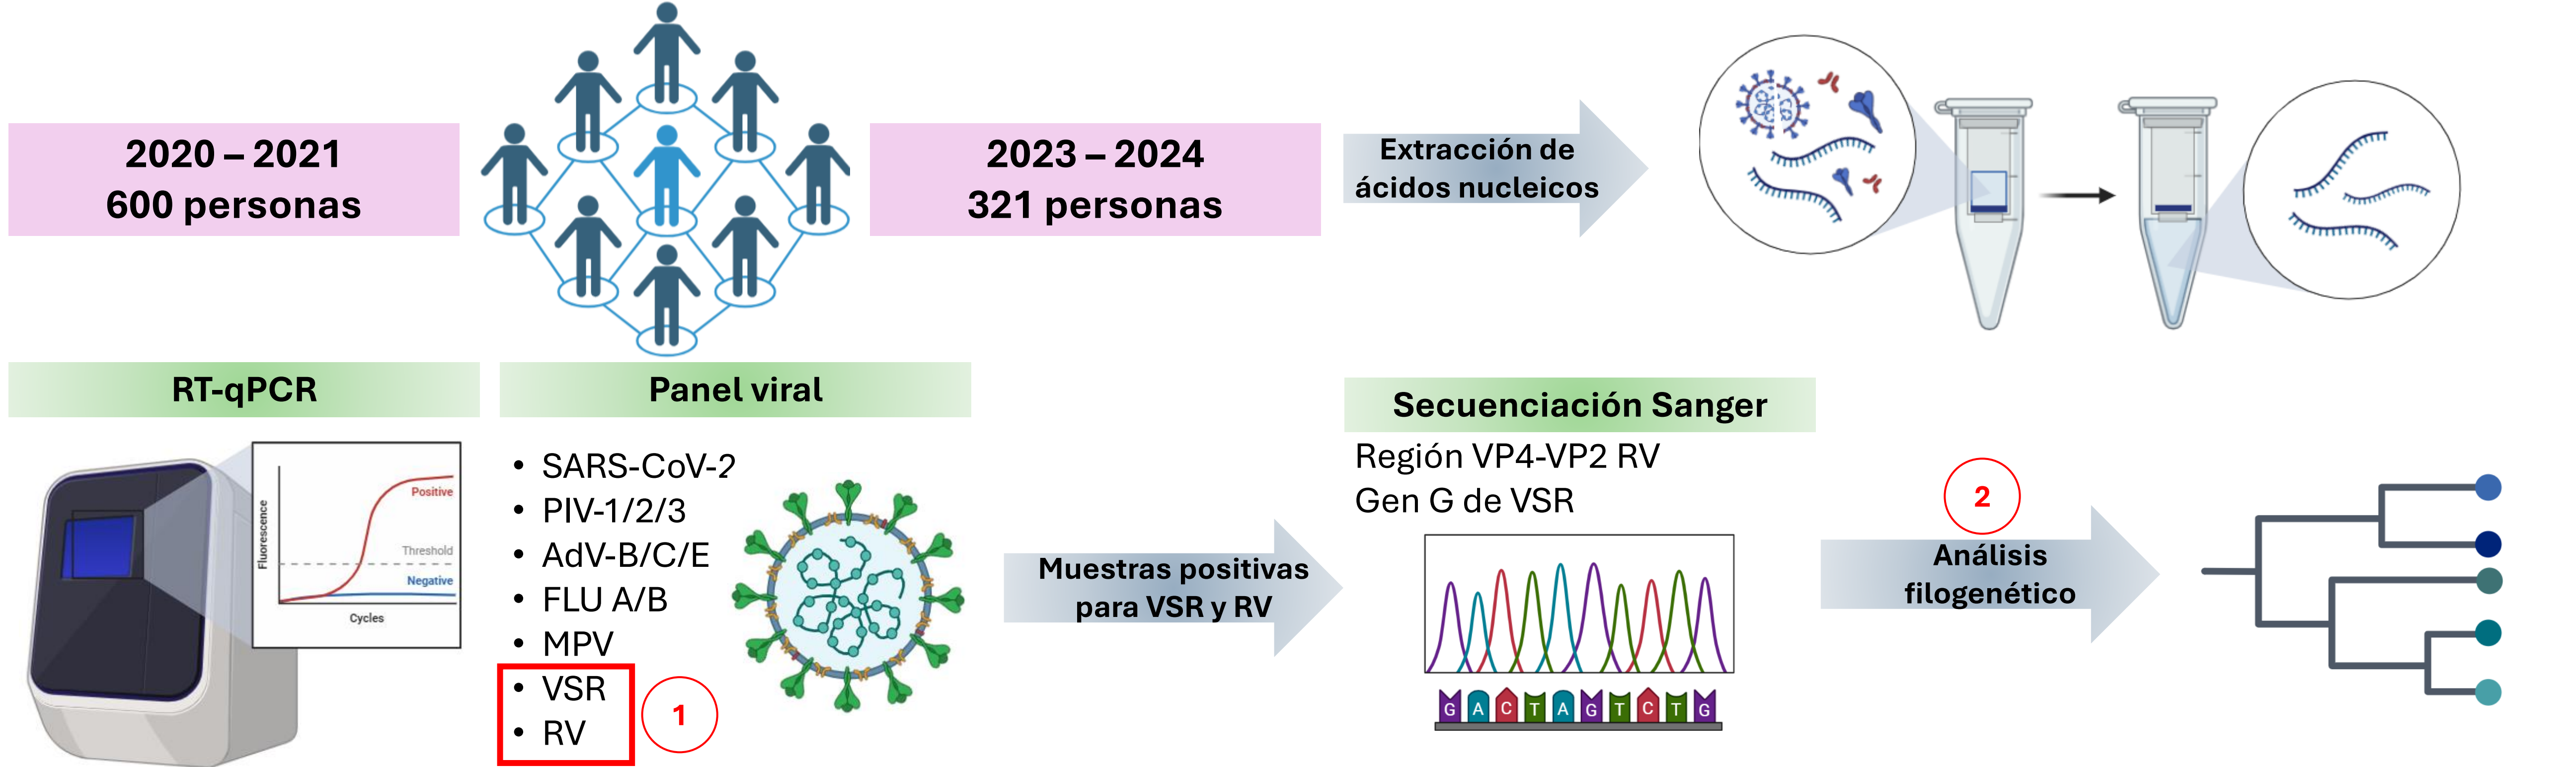 2020 – 2021
600 personas
2023 – 2024
321 personas
Extracción de
ácidos nucleicos
RT-qPCR
Fluorescence
Positive
Threshold
Negative
Cycles
Panel viral
• SARS-CoV-2
• PIV-1/2/3
• AdV-B/C/E
• FLU A/B
• MPV
• VSR
• RV
1
Muestras positivas
para VSR y RV
Secuenciación Sanger
Región VP4-VP2 RV
Gen G de VSR
G A C T A G T C T G
2
Análisis
filogenético